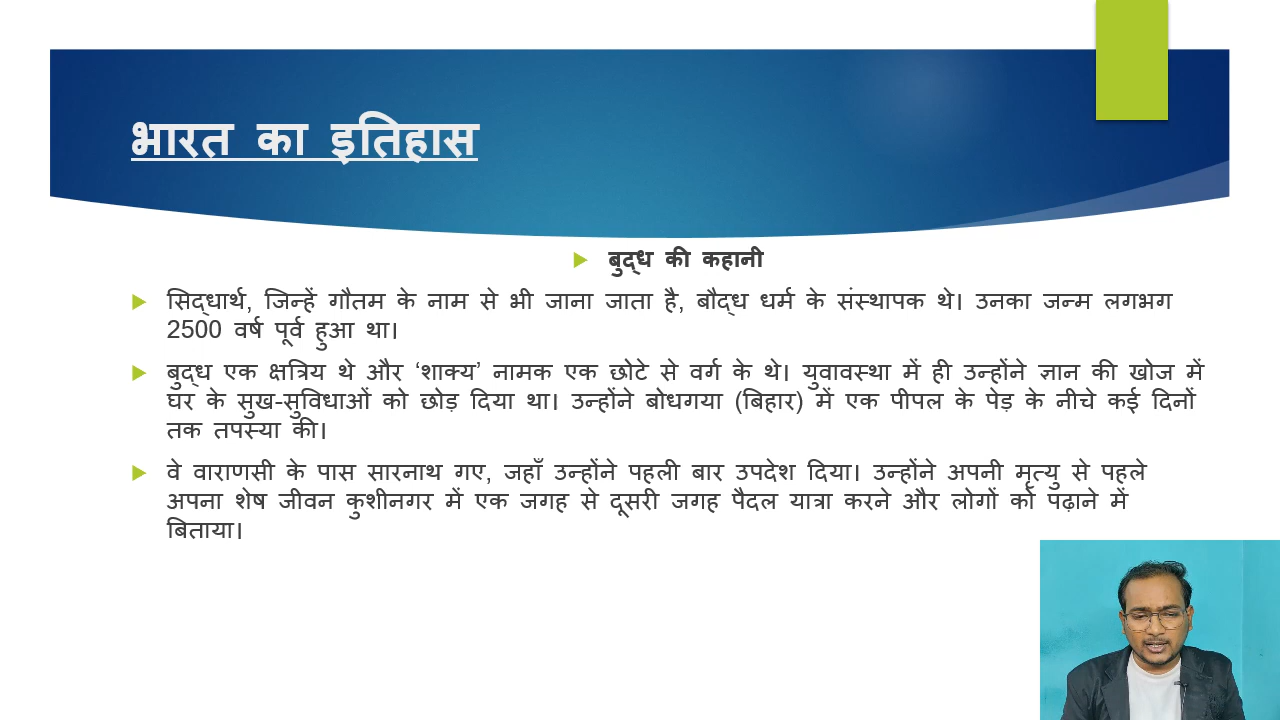 भारत का इतिहास
बुद्ध की कहानी
सिद्धार्थ, जिन्हें गौतम के नाम से भी जाना जाता है, बौद्ध धर्म के संस्थापक थे। उनका जन्म लगभग
2500 वर्ष पूर्व हुआ था।
बुद्ध एक क्षत्रिय थे और ‘शाक्य’ नामक एक छोटे से वर्ग के थे। युवावस्था में ही उन्होंने ज्ञान की खोज में
घर के सुख-सुविधाओं को छोड़ दिया था। उन्होंने बोधगया (बिहार) में एक पीपल के पेड़ के नीचे कई दिनों
तक तपस्या की।
वे वाराणसी के पास सारनाथ गए, जहाँ उन्होंने पहली बार उपदेश दिया। उन्होंने अपनी मृत्यु से पहले
अपना शेष जीवन कुशीनगर में एक जगह से दूसरी जगह पैदल यात्रा करने और लोगों को पढ़ाने में
बिताया।